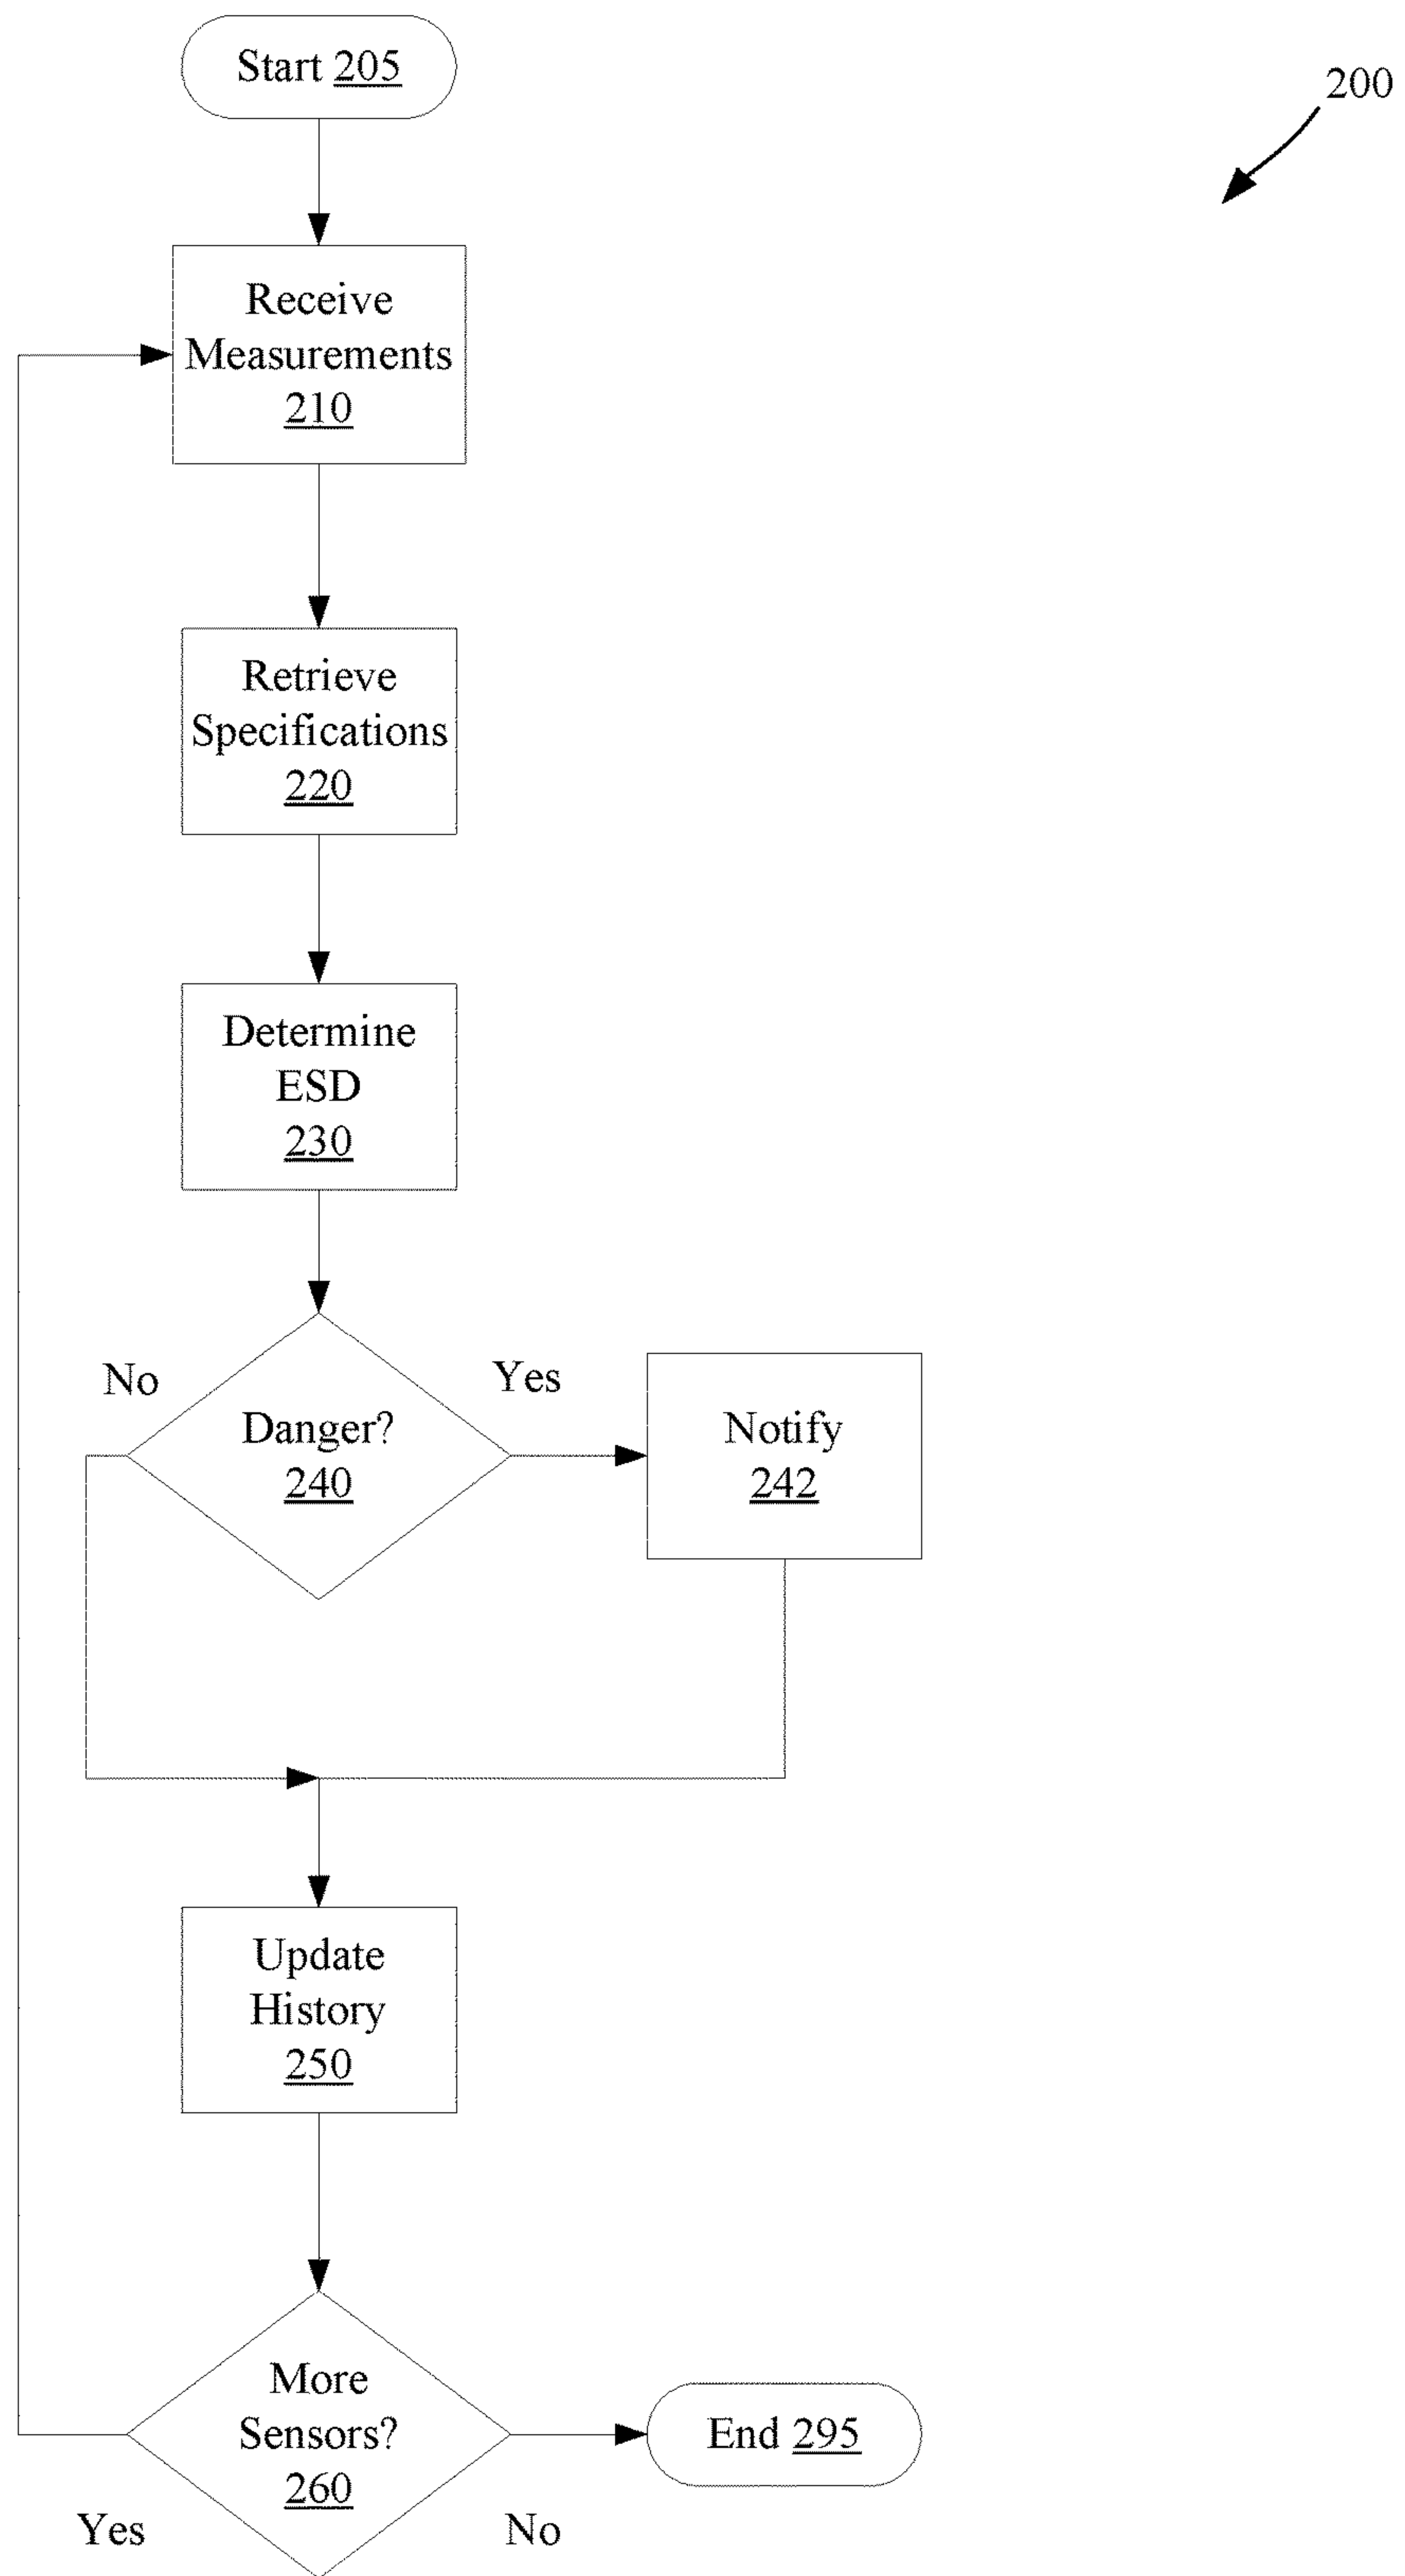 Start 205
200
Receive
Measurements
210
Retrieve
Specifications
220
Determine
ESD
230
No
Yes
Danger?
240
Notify
242
Update
History
250
More
Sensors?
260
End 295
Yes
No